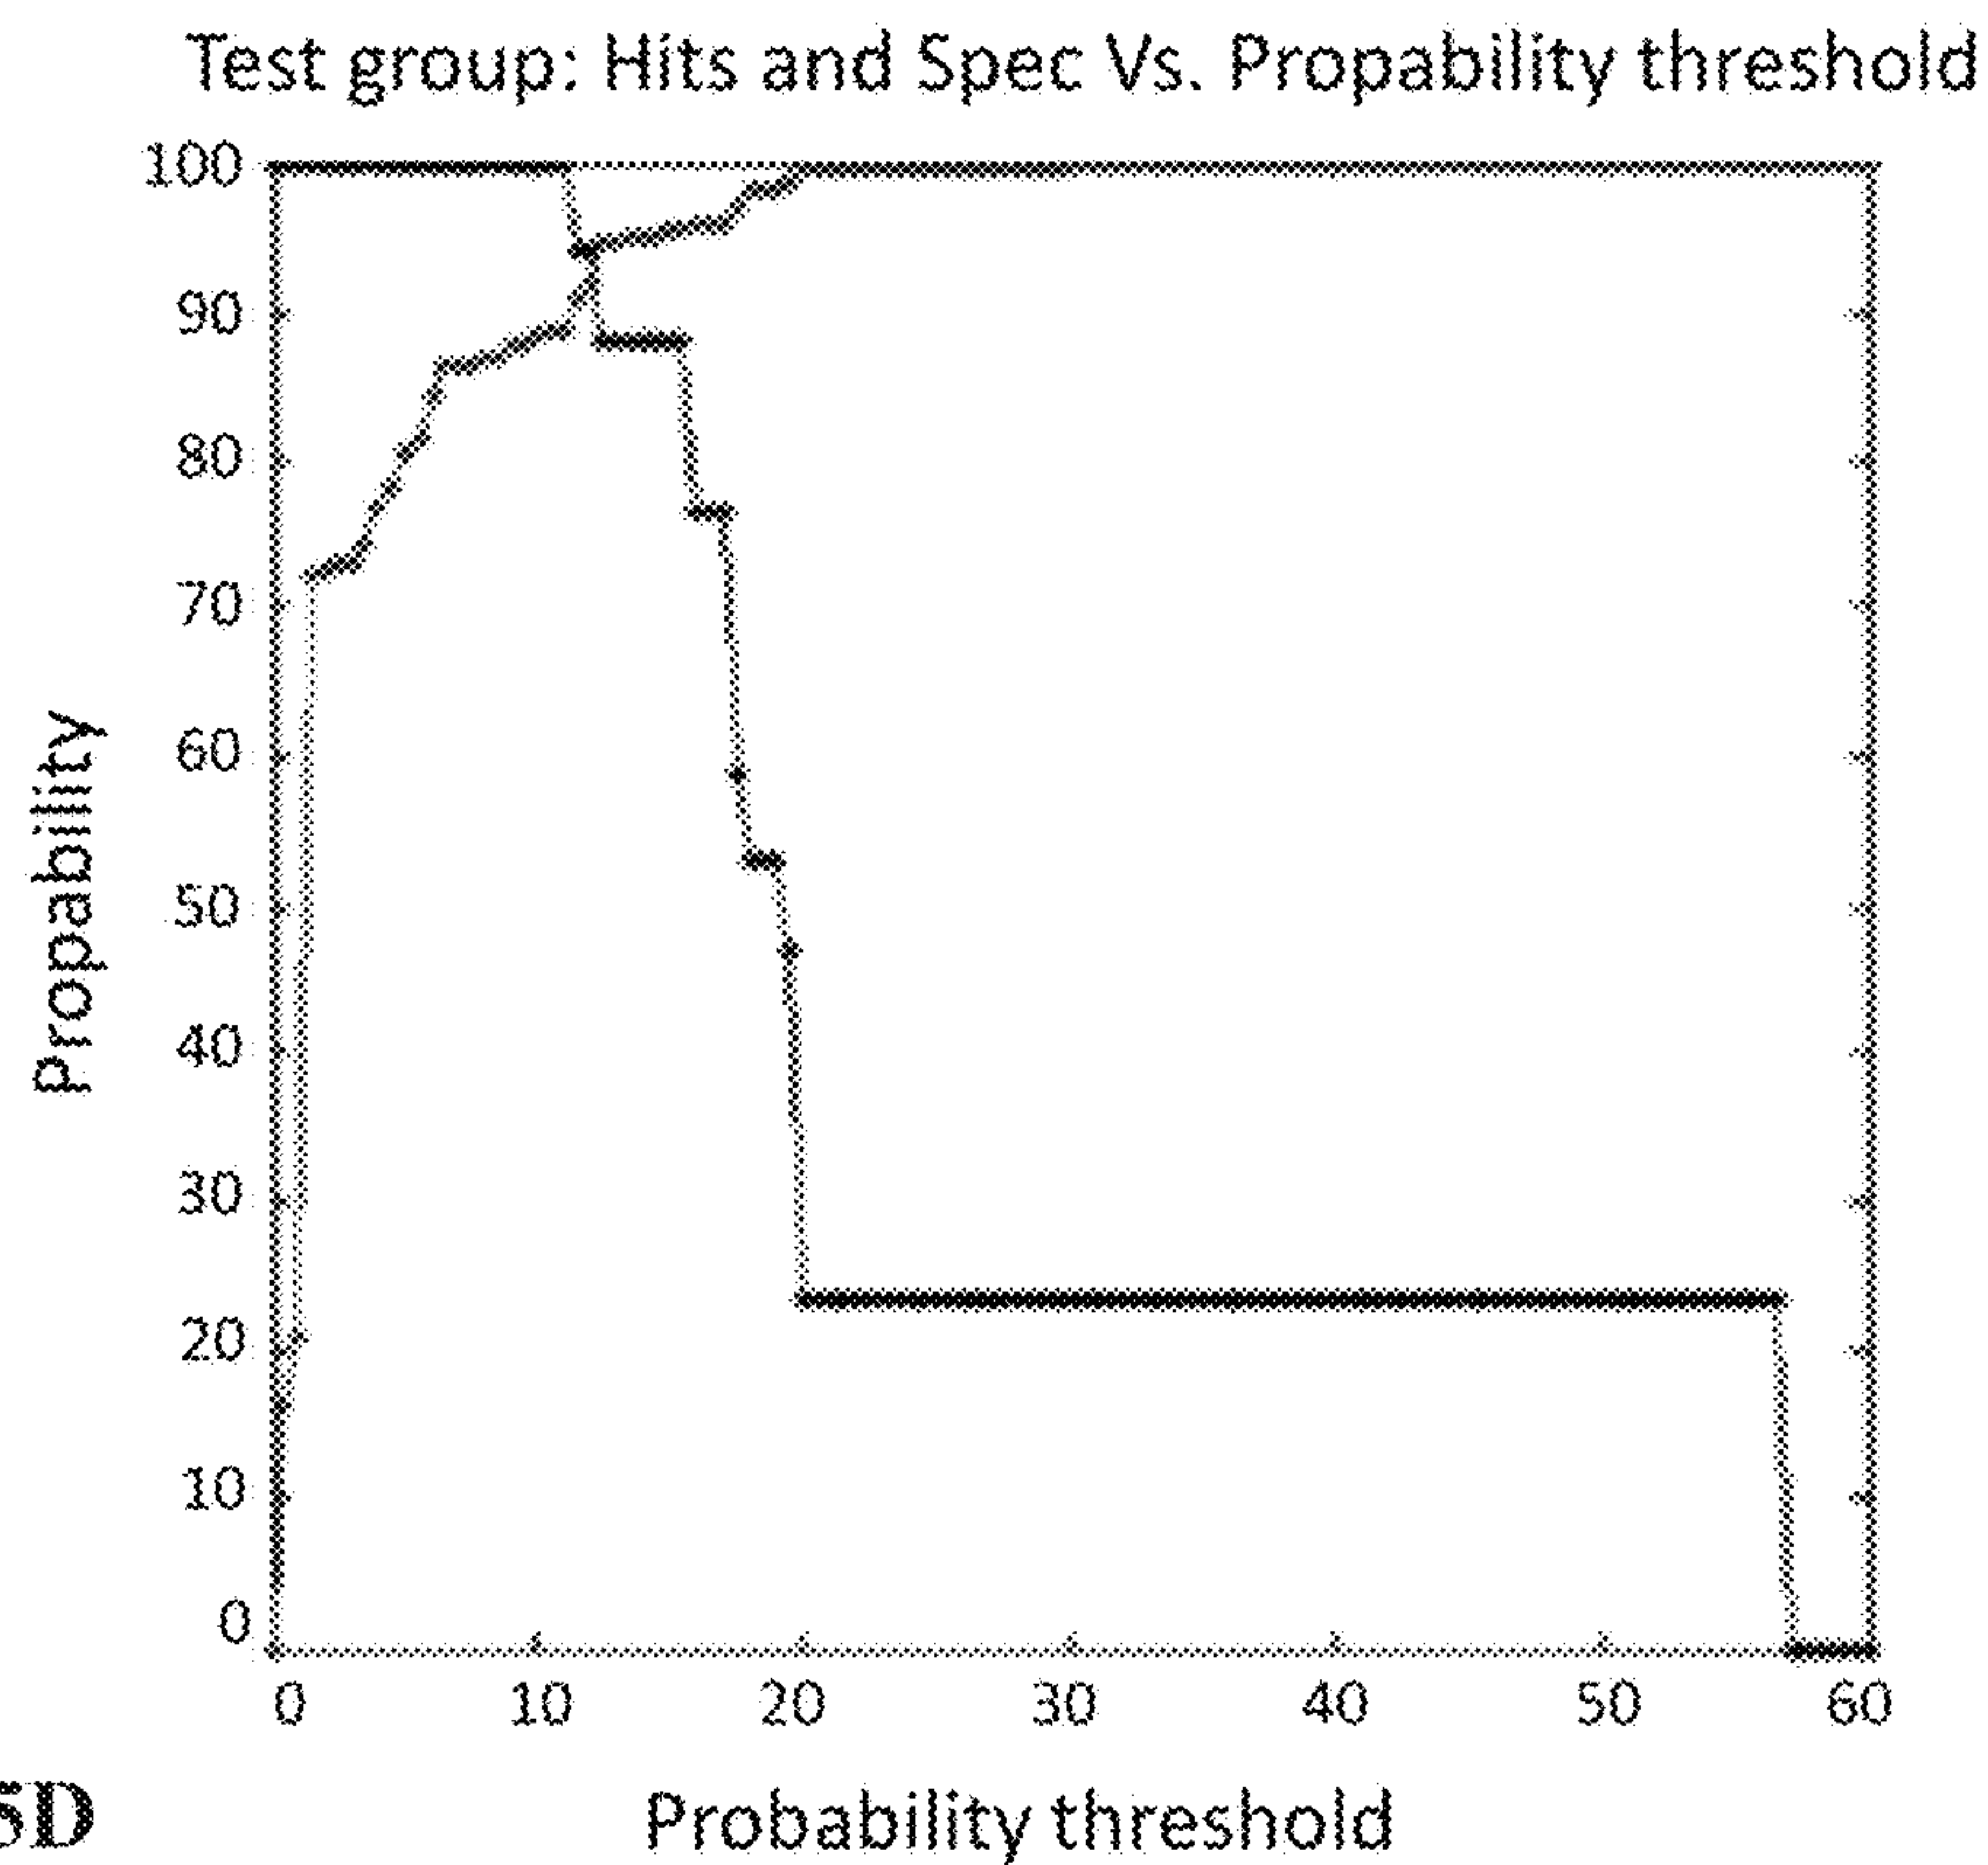 Test group: Hits and Spec Vs. Propability threshold
100
90
80
70
60
50
40
30
20
10
0
Propability
0 10 20 30 40 50 60
Probability threshold
5D